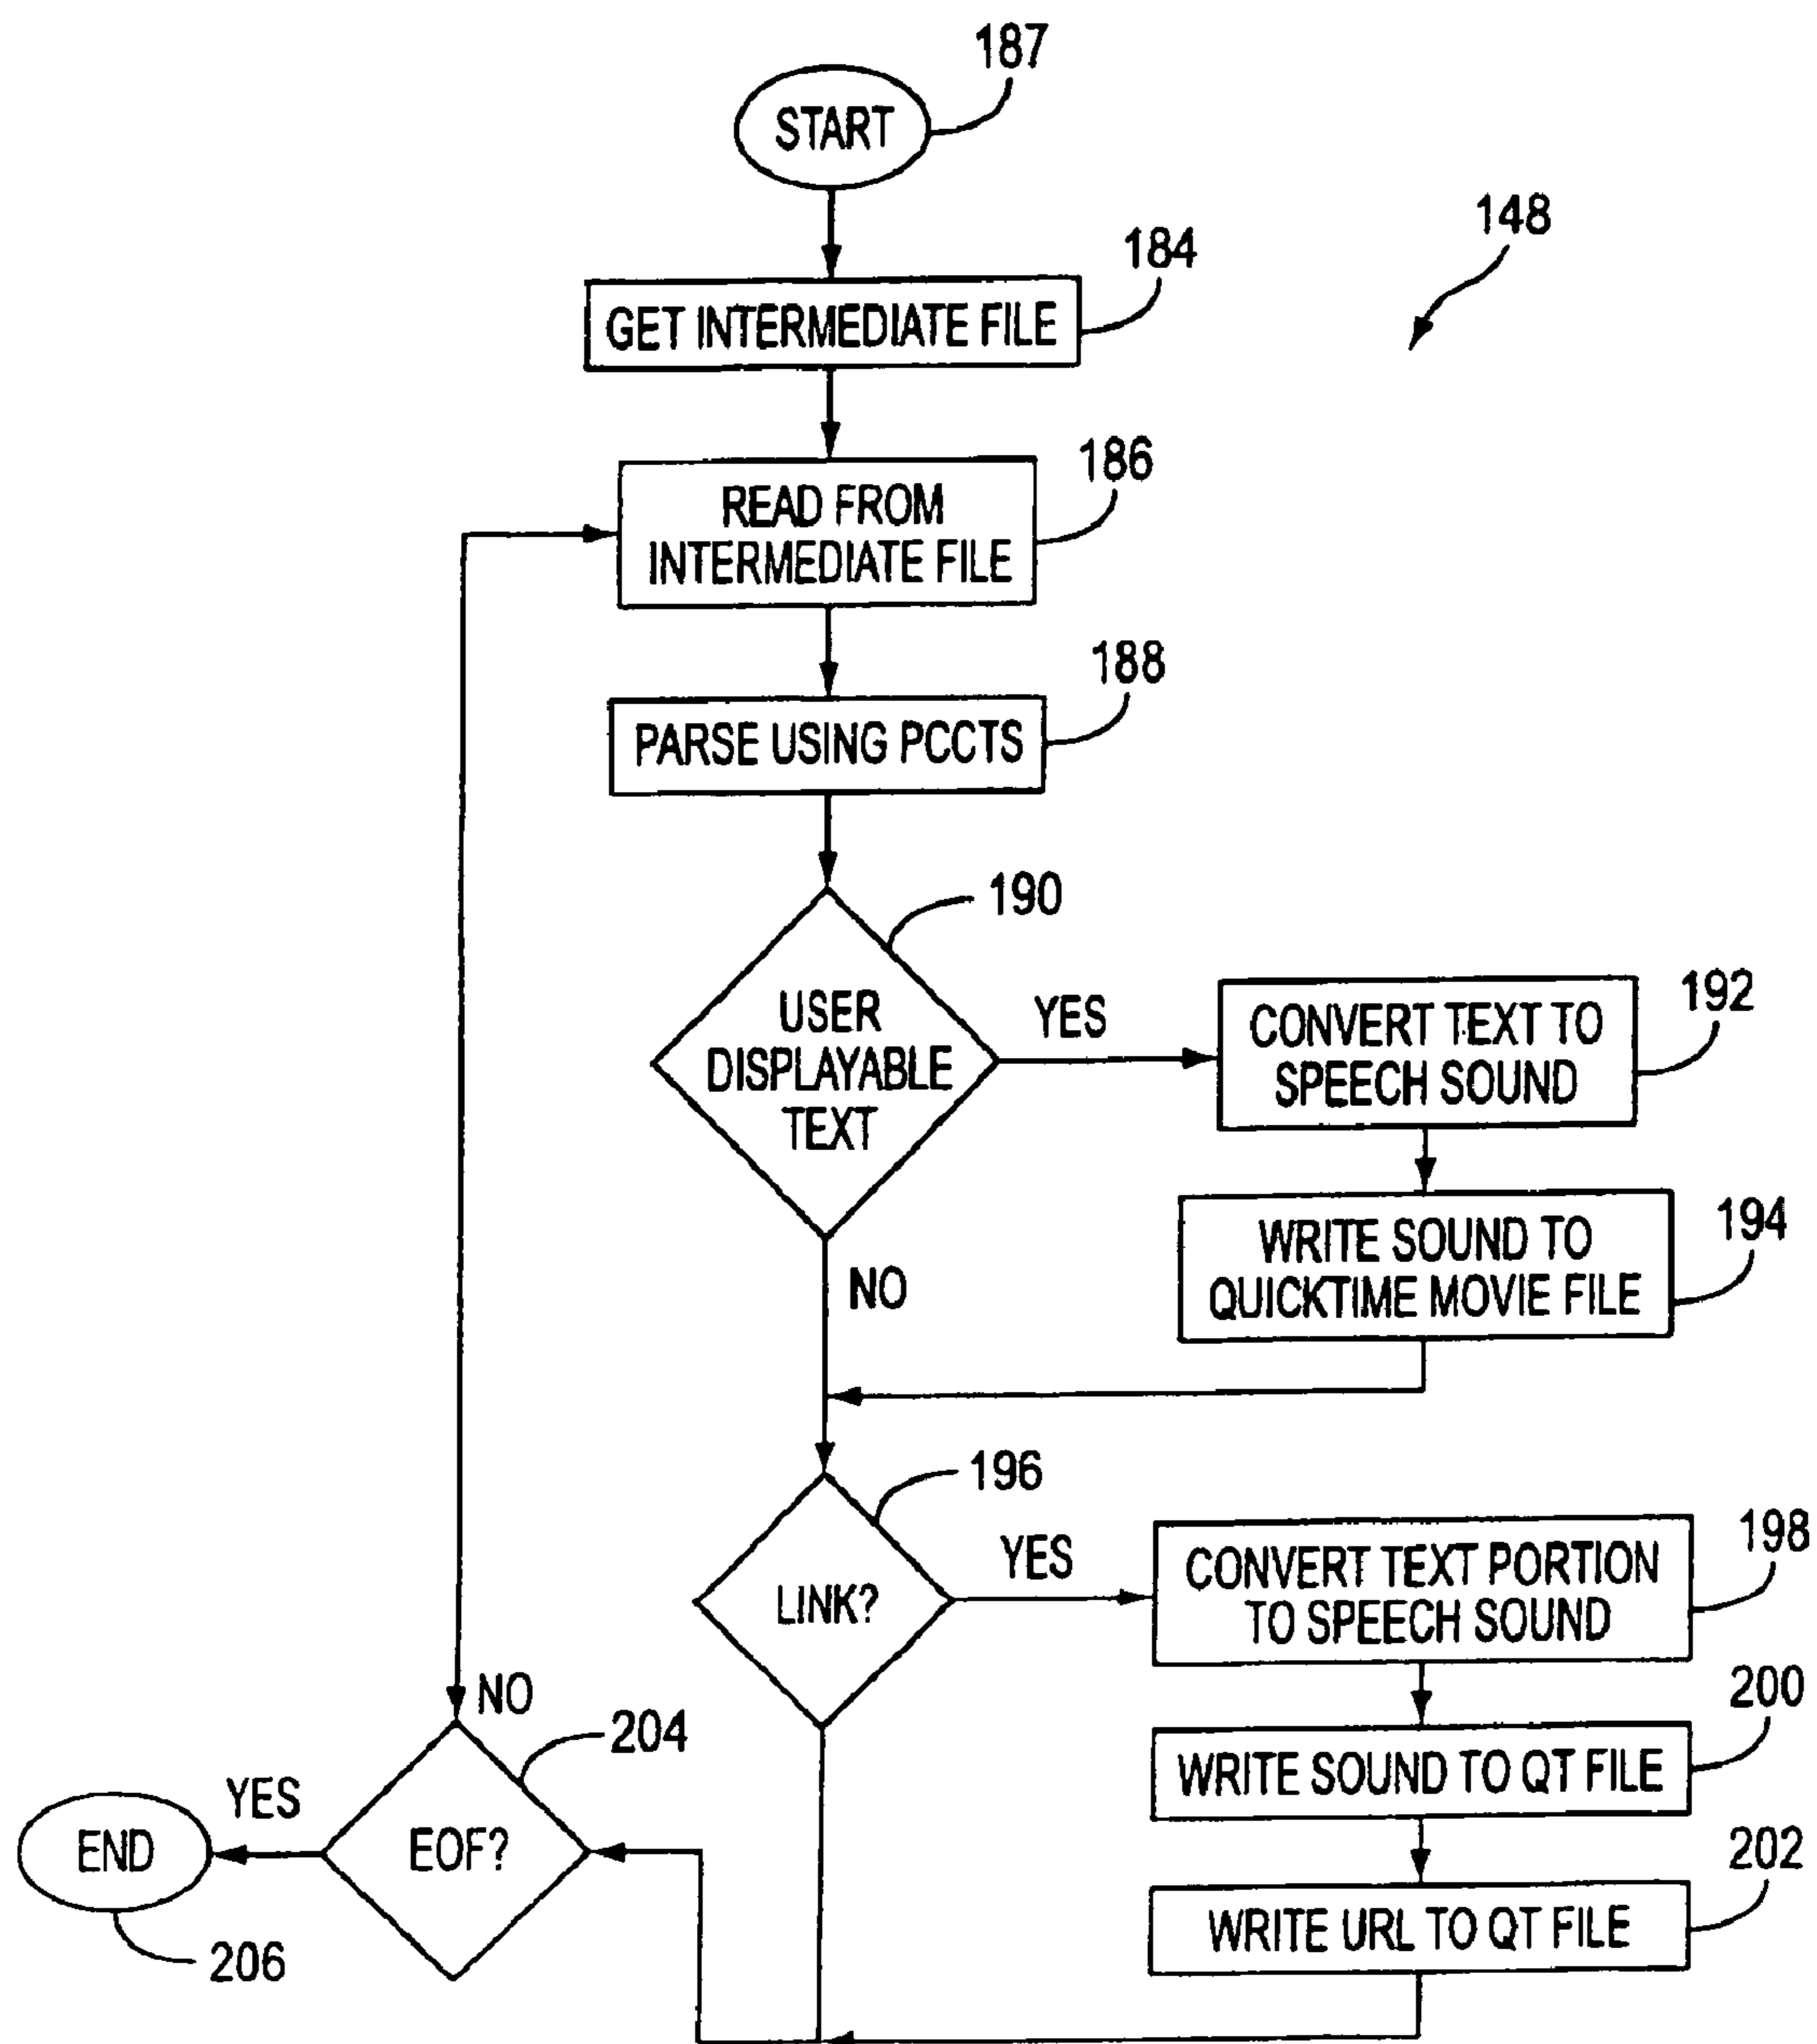 187
START
148
184
GET INTERMEDIATE FILE
186
READ FROM
INTERMEDIATE FILE
188
PARSE USING PCCTS
190
USER
DISPLAYABLE
TEXT
YES
192
CONVERT TEXT TO
SPEECH SOUND
194
WRITE SOUND TO
QUICKTIME MOVIE FILE
NO
196
LINK?
YES
198
CONVERT TEXT PORTION
TO SPEECH SOUND
200
WRITE SOUND TO QT FILE
202
WRITE URL TO QT FILE
NO
204
EOF?
YES
END
206